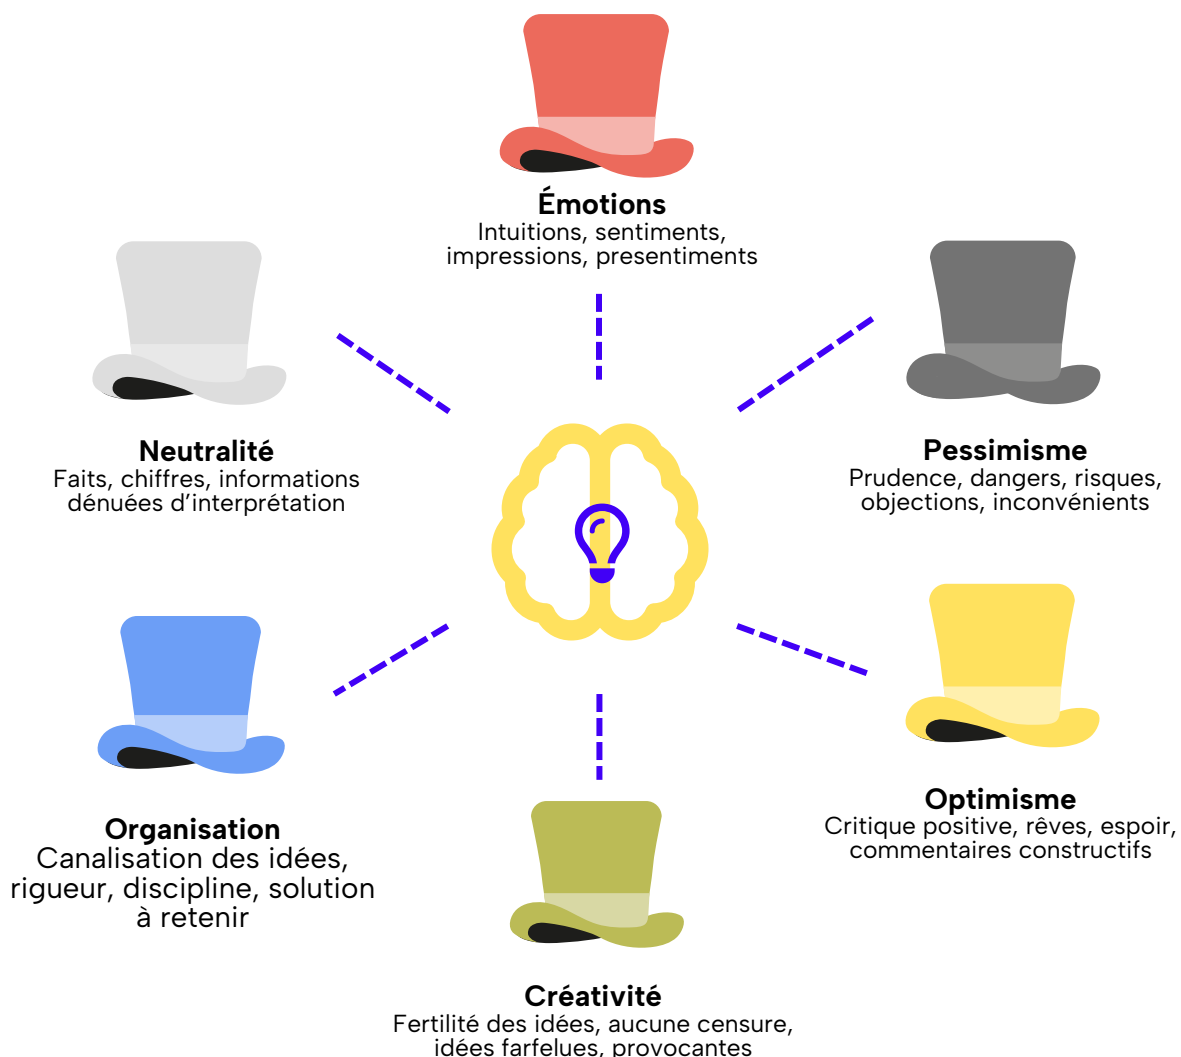 Émotions
Intuitions, sentiments,
impressions, presentiments
Neutralité
Faits, chiffres, informations
dénuées d'interprétation
Pessimisme
Prudence, dangers, risques,
objections, inconvénients
Organisation
Canalisation des idées,
rigueur, discipline, solution
à retenir
Optimisme
Critique positive, rêves, espoir,
commentaires constructifs
Créativité
Fertilité des idées, aucune censure,
idées farfelues, provocantes